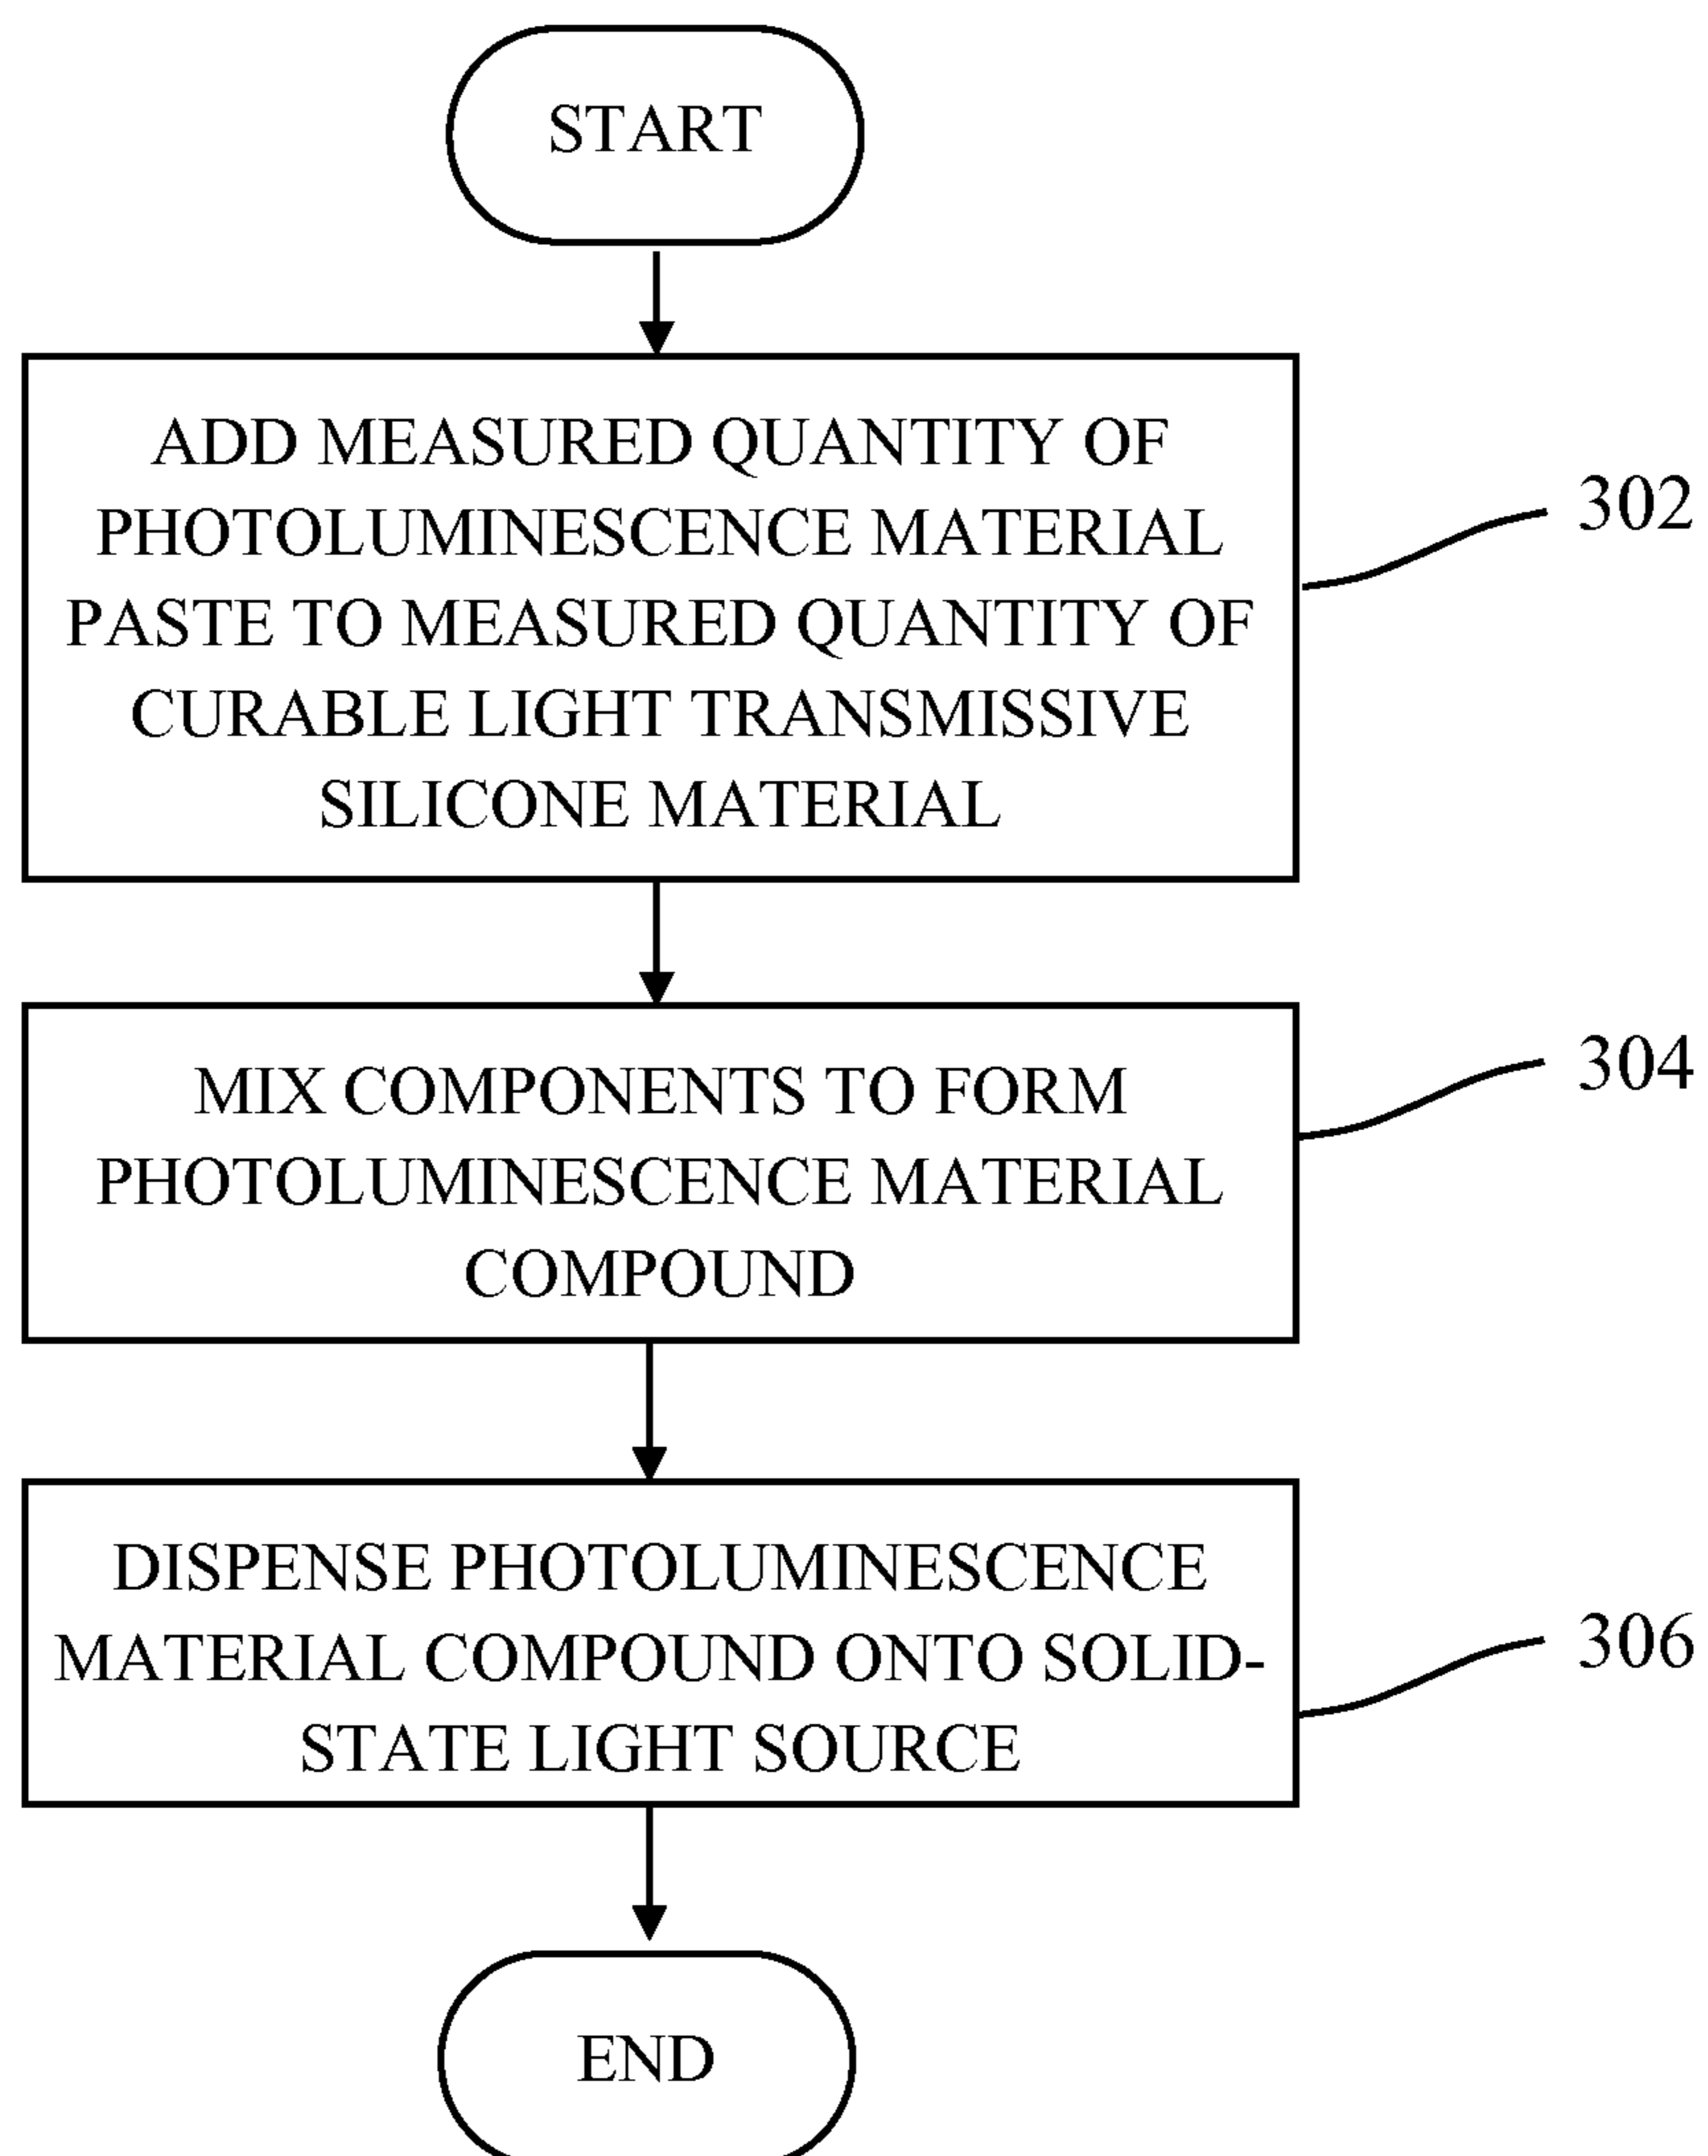 START
ADD MEASURED QUANTITY OF
PHOTOLUMINESCENCE MATERIAL
PASTE TO MEASURED QUANTITY OF
CURABLE LIGHT TRANSMISSIVE
SILICONE MATERIAL
302
MIX COMPONENTS TO FORM
PHOTOLUMINESCENCE MATERIAL
COMPOUND
304
DISPENSE PHOTOLUMINESCENCE
MATERIAL COMPOUND ONTO SOLID-
STATE LIGHT SOURCE
306
END